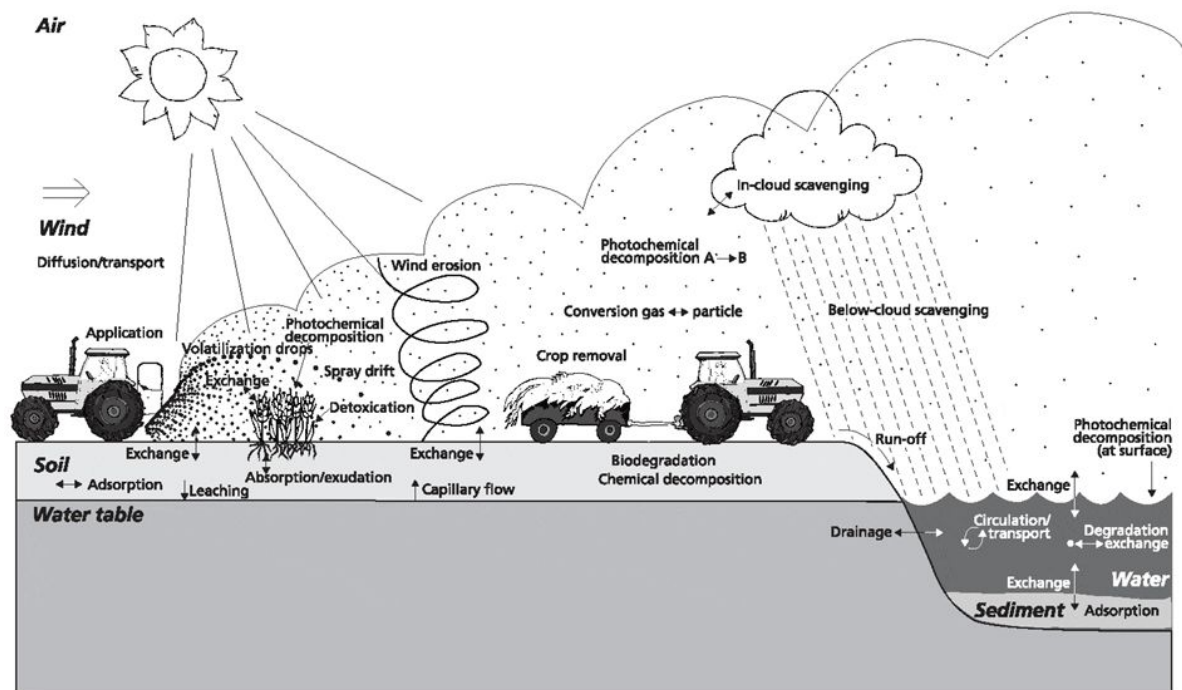 Air
Wind
Diffusion/transport
Application
Volatilization drops
Exchange
Photochemical
decomposition
Spray drift
Detoxication
Wind erosion
In-cloud scavenging
Photochemical
decomposition A → B
Conversion gas ↔ particle
Below-cloud scavenging
Crop removal
Run-off
Photochemical
decomposition
(at surface)
Soil
Exchange
Absorption/exudation
Exchange
Biodegradation
Chemical decomposition
Adsorption
Leaching
Capillary flow
Water table
Exchange
Drainage
Circulation/
transport
Degradation
exchange
Exchange
Water
Sediment
Adsorption